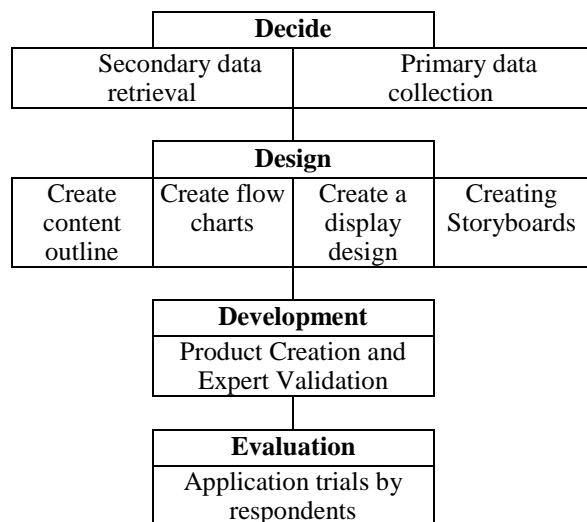 Decide
Secondary data
retrieval
Primary data
collection
Design
Create
content
outline
Create flow
charts
Create a
display
design
Creating
Storyboards
Development
Product Creation and
Expert Validation
Evaluation
Application trials by
respondents